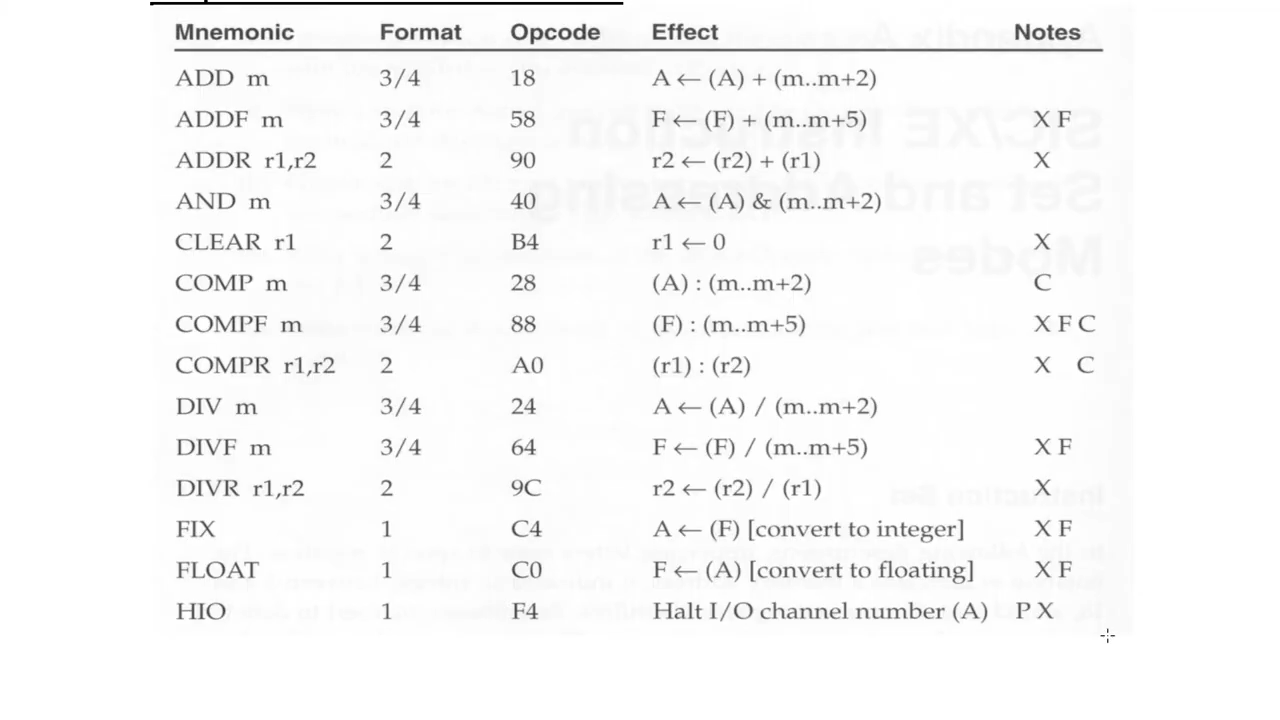 Mnemonic Format Opcode Effect Notes
ADD m 3/4 18 A ← (A) + (m..m+2)
ADDF m 3/4 58 F ← (F) + (m..m+5) X F
ADDR r1,r2 2 90 r2 ← (r2) + (r1) X
AND m 3/4 40 A ← (A) & (m..m+2)
CLEAR r1 2 B4 r1 ← 0 X
COMP m 3/4 28 (A) : (m..m+2) C
COMPF m 3/4 88 (F) : (m..m+5) X F C
COMPR r1,r2 2 A0 (r1) : (r2) X C
DIV m 3/4 24 A ← (A) / (m..m+2)
DIVF m 3/4 64 F ← (F) / (m..m+5) X F
DIVR r1,r2 2 9C r2 ← (r2) / (r1) X
FIX 1 C4 A ← (F) [convert to integer] X F
FLOAT 1 C0 F ← (A) [convert to floating] X F
HIO 1 F4 Halt I/O channel number (A) P X